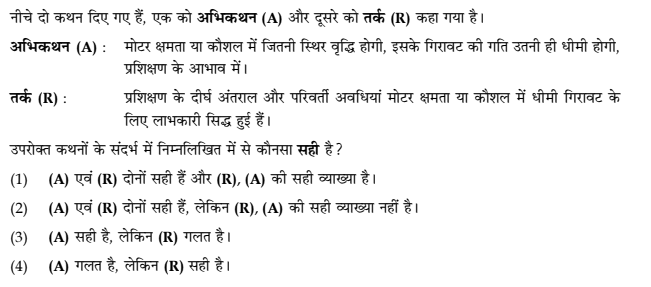 नीचे दो कथन दिए गए हैं, एक को अभिकथन (A) और दूसरे को तर्क (R) कहा गया है।
अभिकथन (A) : मोटर क्षमता या कौशल में जितनी स्थिर वृद्धि होगी, इसके गिरावट की गति उतनी ही धीमी होगी,
प्रशिक्षण के आभाव में।
तर्क (R) : प्रशिक्षण के दीर्घ अंतराल और परिवर्ती अवधियां मोटर क्षमता या कौशल में धीमी गिरावट के
लिए लाभकारी सिद्ध हुई हैं।
उपरोक्त कथनों के संदर्भ में निम्नलिखित में से कौनसा सही है?
(1) (A) एवं (R) दोनों सही हैं और (R), (A) की सही व्याख्या है।
(2) (A) एवं (R) दोनों सही हैं, लेकिन (R), (A) की सही व्याख्या नहीं है।
(3) (A) सही है, लेकिन (R) गलत है।
(4) (A) गलत है, लेकिन (R) सही है।